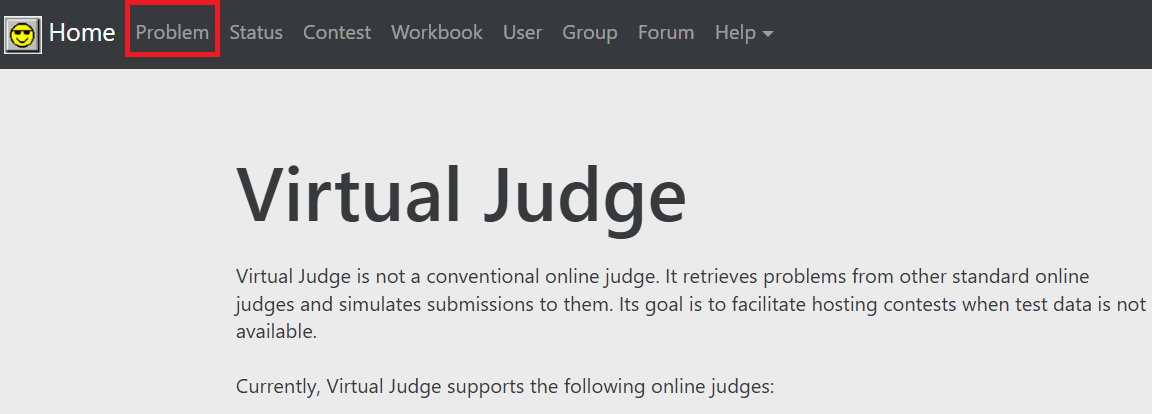 Home Problem Status Contest Workbook User Group Forum Help
Virtual Judge
Virtual Judge is not a conventional online judge. It retrieves problems from other standard online
judges and simulates submissions to them. Its goal is to facilitate hosting contests when test data is not
available.
Currently, Virtual Judge supports the following online judges: